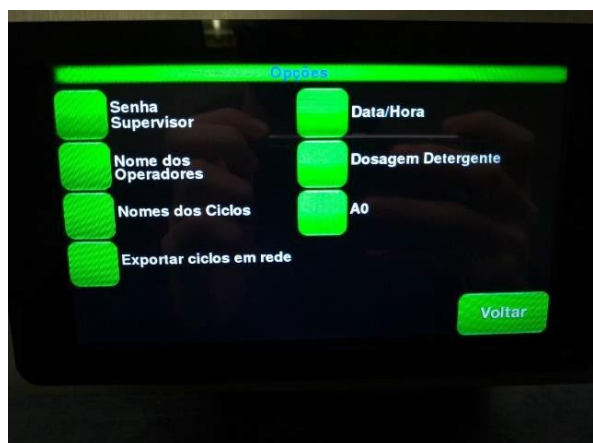 Opções
Senha
Supervisor
Data/Hora
Nome dos
Operadores
Dosagem Detergente
Nomes dos Ciclos
A0
Exportar ciclos em rede
Voltar